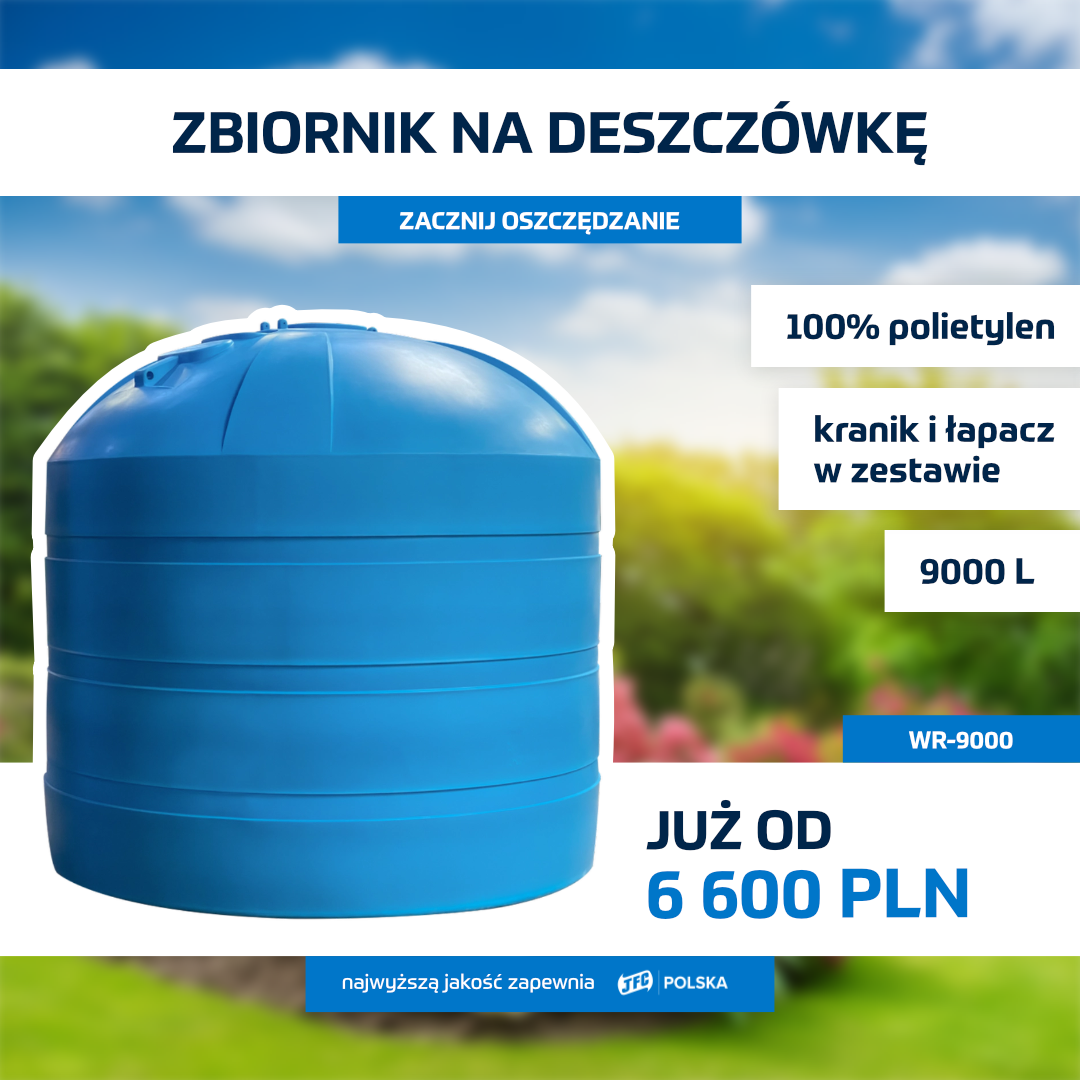 ZBIORNIK NA DESZCZÓWKĘ
ZACZNIJ OSZCZĘDZANIE
100% polietylen
kranik i łapacz
w zestawie
9000 L
WR-9000
JUŻ OD
6 600 PLN
najwyższą jakość zapewnia JFC POLSKA